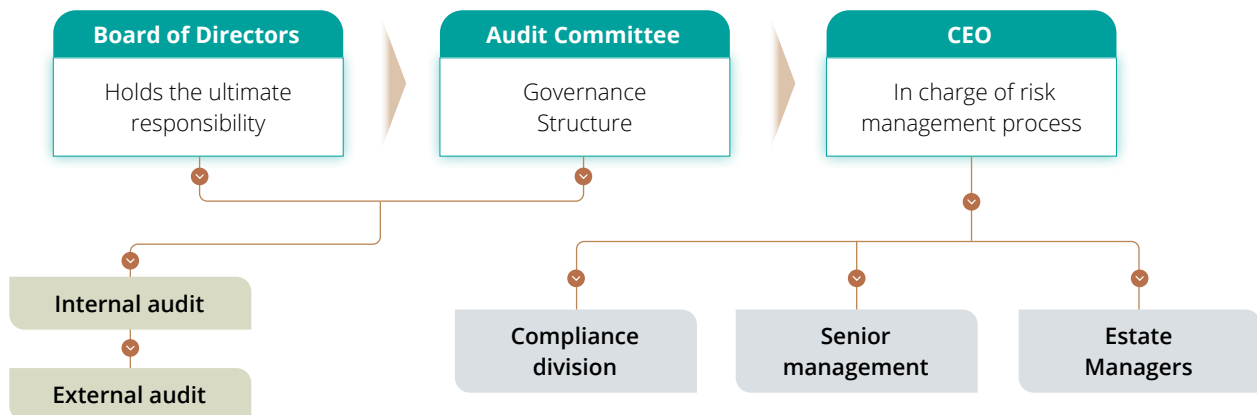 Board of Directors
Holds the ultimate
responsibility
Audit Committee
Governance
Structure
CEO
In charge of risk
management process
Internal audit
External audit
Compliance
division
Senior
management
Estate
Managers